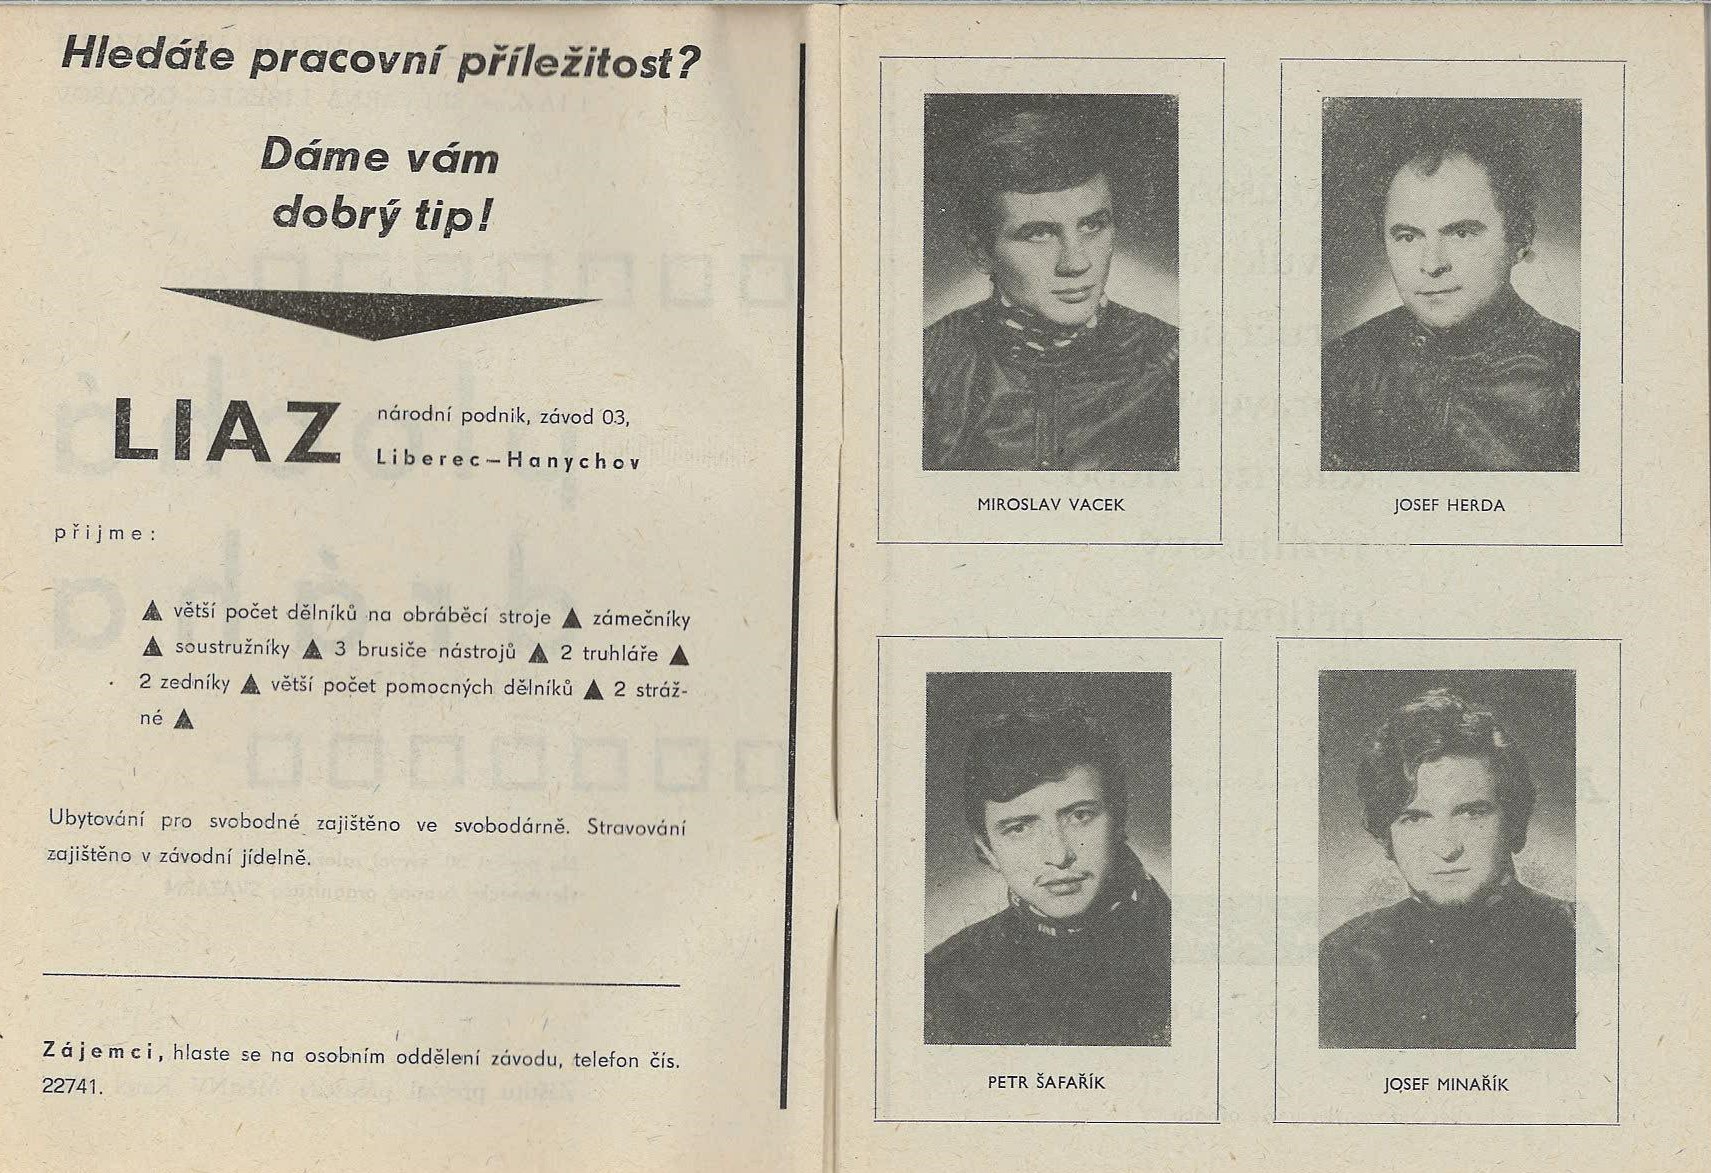 Hledáte pracovní příležitost?
Dáme vám
dobrý tip!
LIAZ
národní podnik, závod 03,
Liberec–Hanychov
přijme:
▲ větší počet dělníků na obráběcí stroje ▲ zámečníky
▲ soustružníky ▲ 3 brusiče nástrojů ▲ 2 truhláře ▲
2 zedníky ▲ větší počet pomocných dělníků ▲ 2 stráž-
né ▲
Ubytování pro svobodné zajištěno ve svobodárně. Stravování
zajištěno v závodní jídelně.
Zájemci, hlaste se na osobním oddělení závodu, telefon čís.
22741.
MIROSLAV VACEK
JOSEF HERDA
PETR ŠAFAŘÍK
JOSEF MINAŘÍK